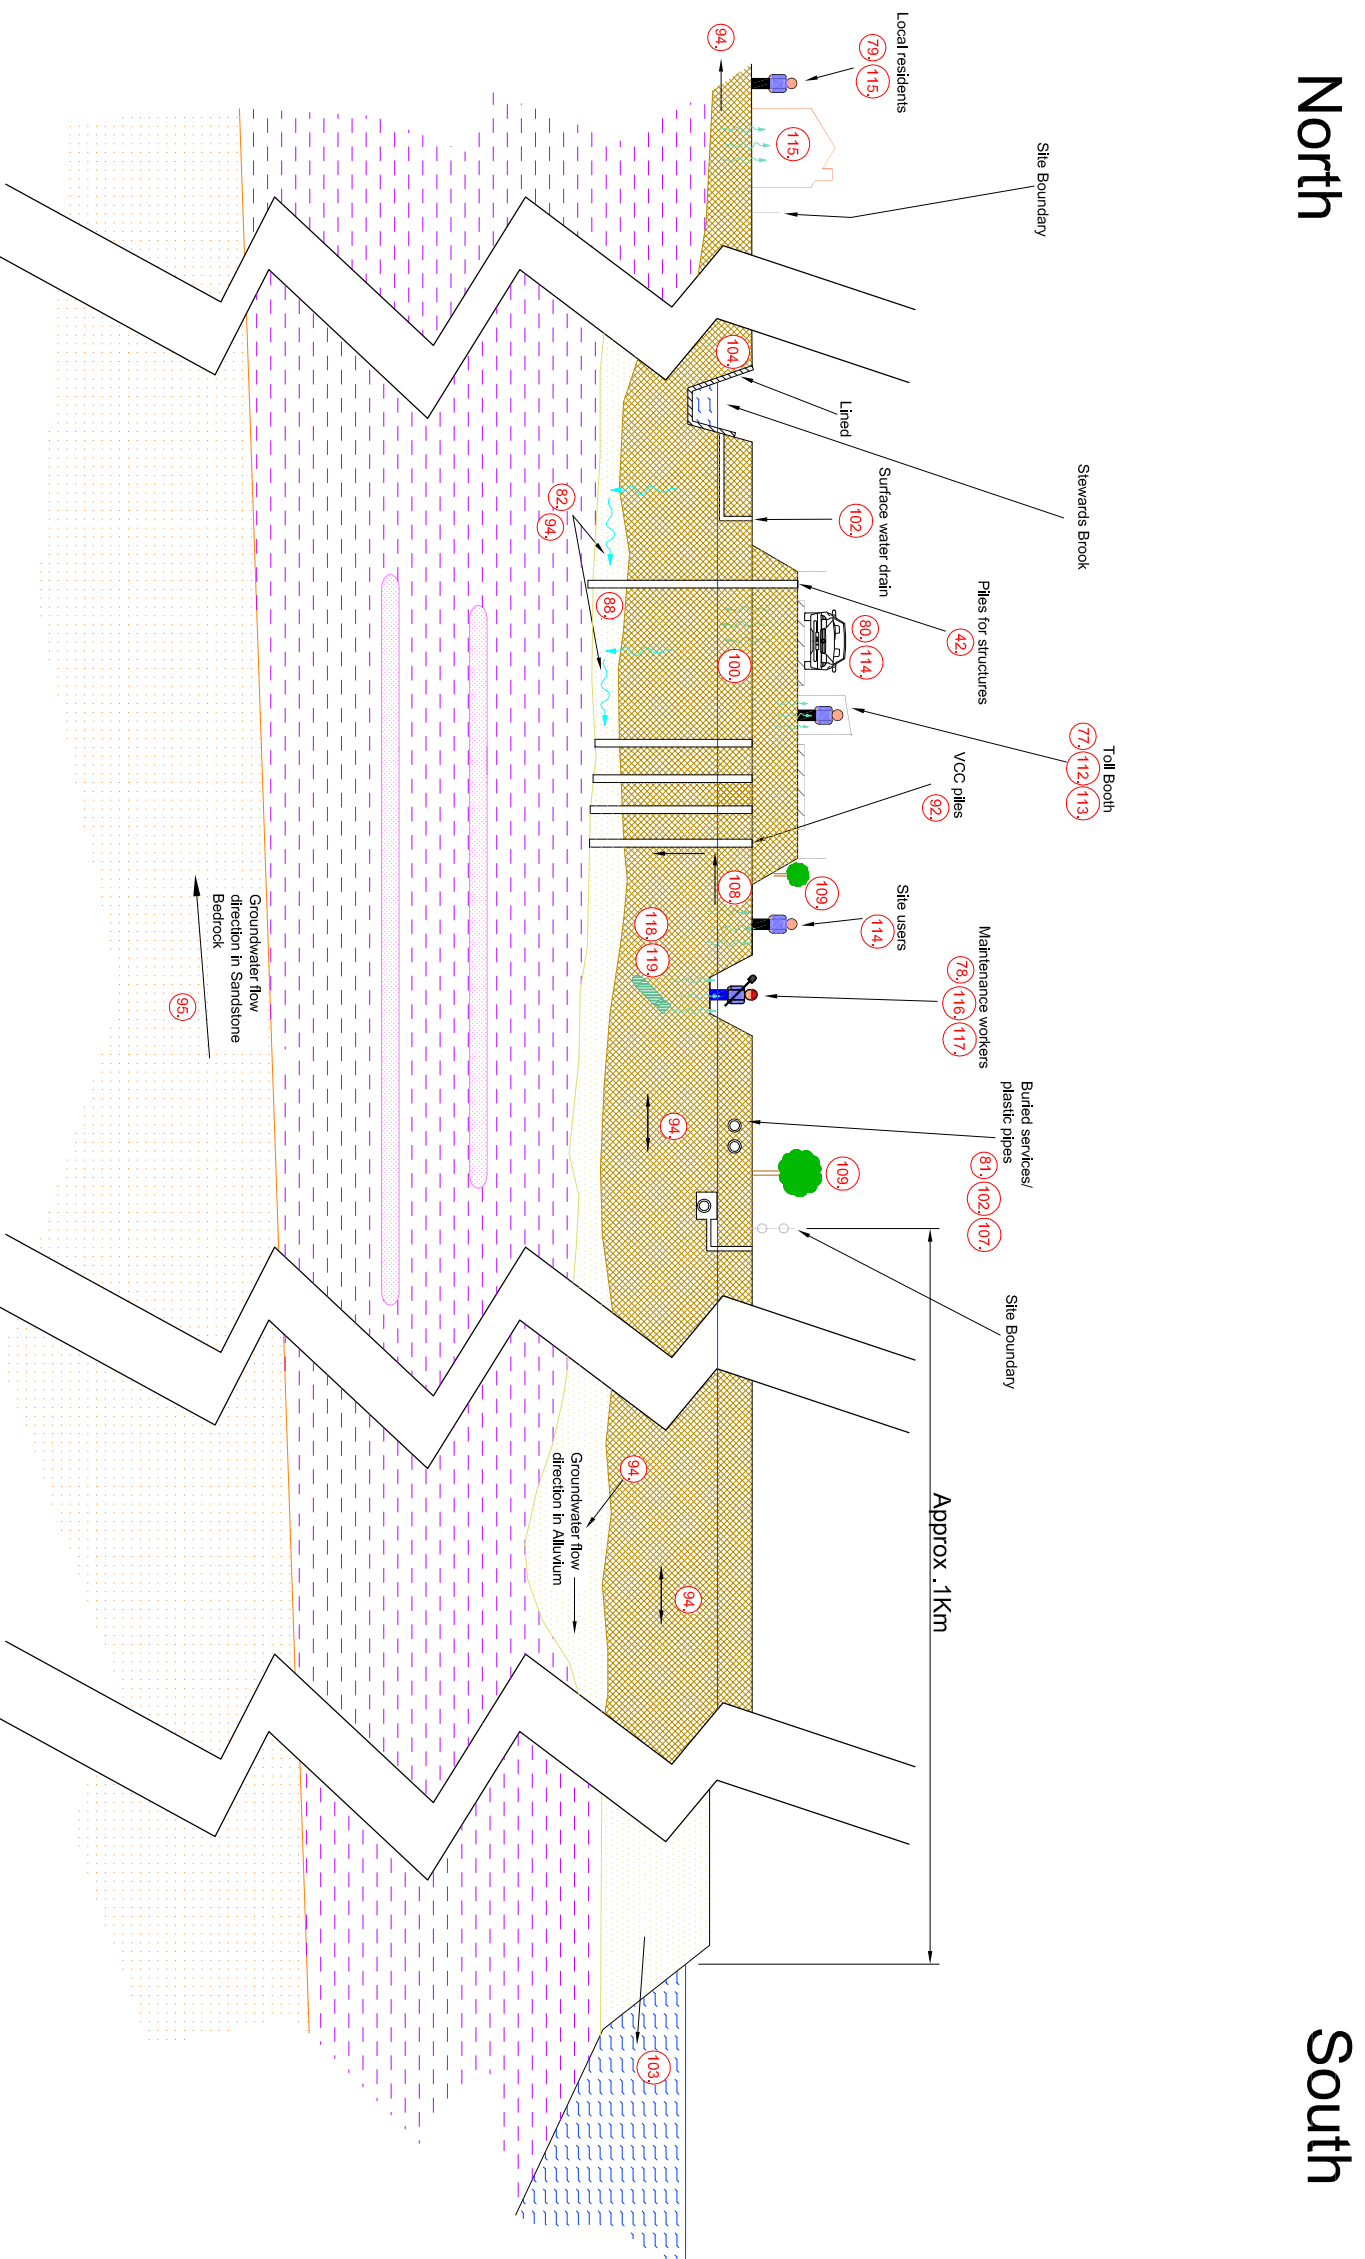 North
South
Site Boundary
Local residents
79. 115.
94.
115.
Stewards Brook
Lined
104.
Surface water drain
102.
Piles for structures
42.
80. 114.
Toll Booth
77. 112. 113.
VCC piles
92.
82.
94.
88.
100.
108.
109.
Site users
114.
Maintenance workers
78. 116. 117.
118. 119.
Buried services/
plastic pipes
81. 102. 107.
94.
109.
Site Boundary
Approx .1Km
Groundwater flow
direction in Sandstone
Bedrock
95.
94.
Groundwater flow
direction in Alluvium
94.
103.